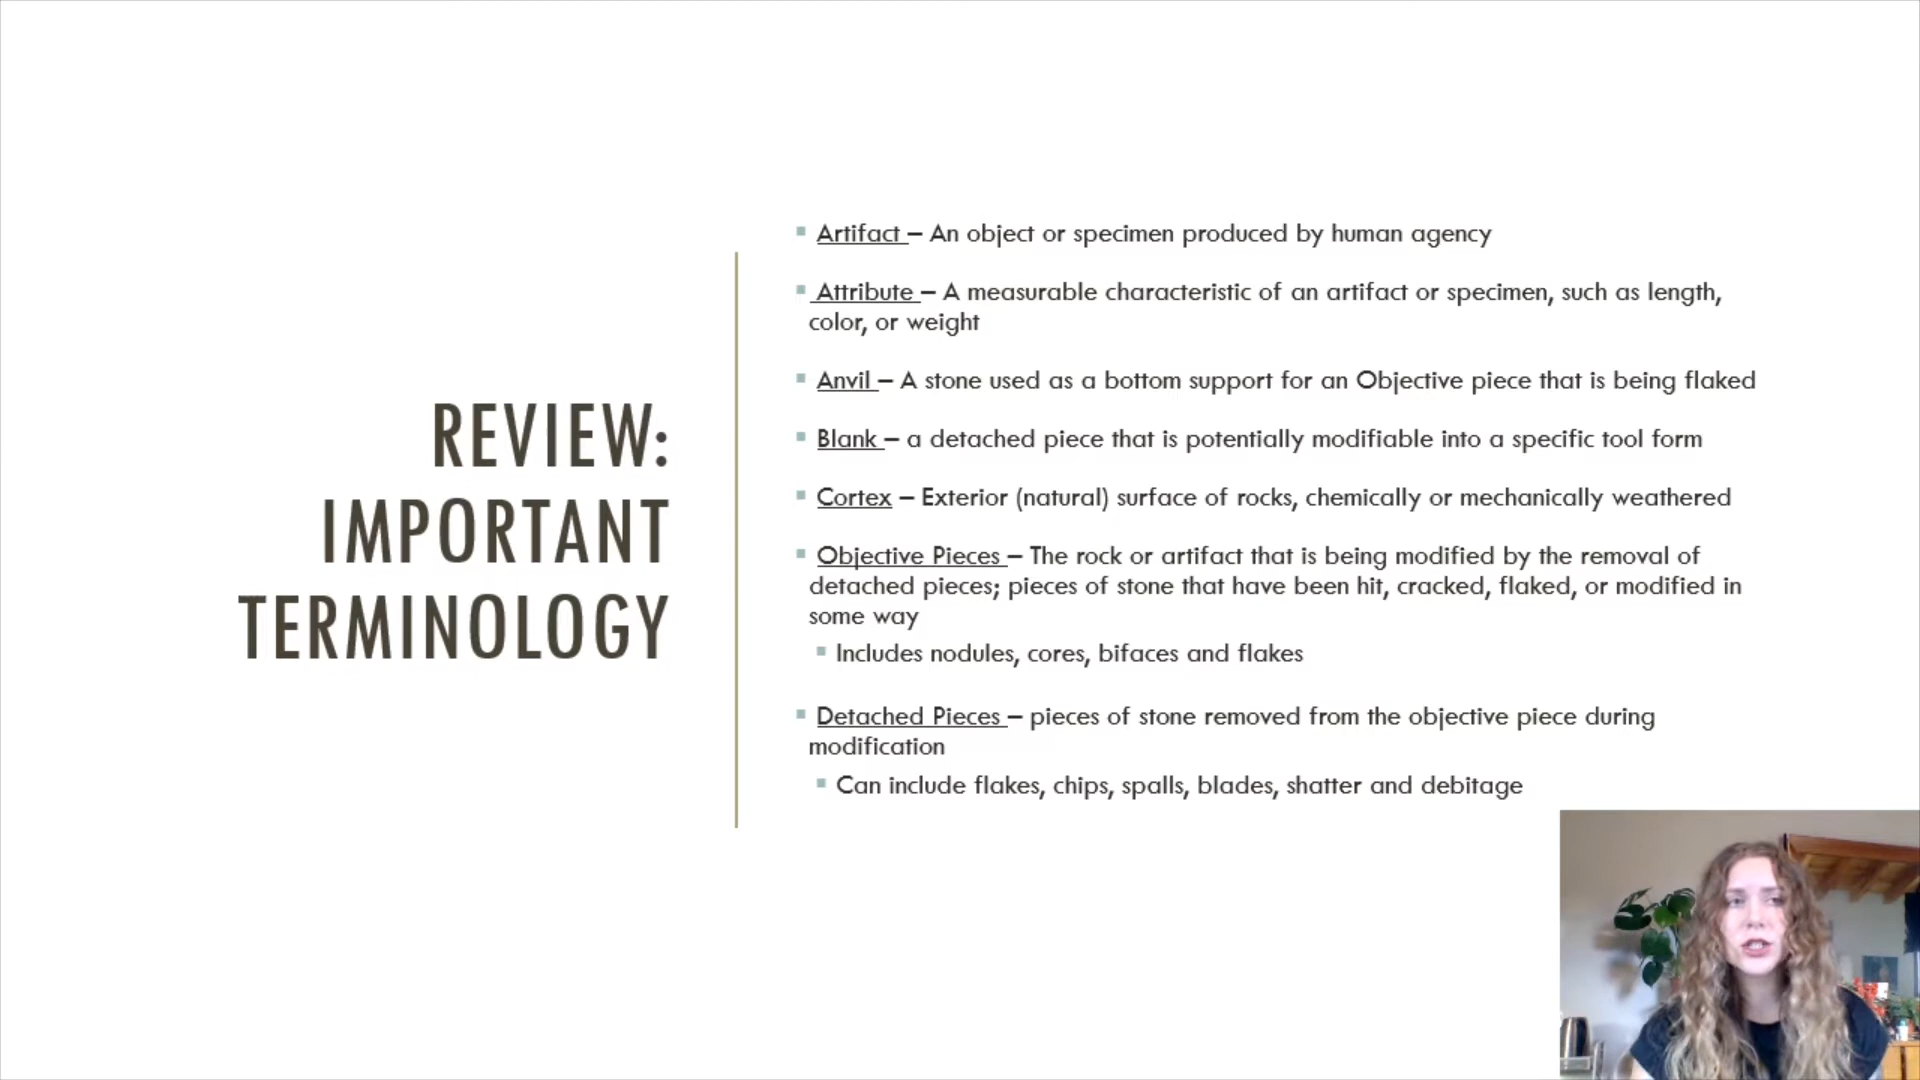 REVIEW:
IMPORTANT
TERMINOLOGY
Artifact – An object or specimen produced by human agency
Attribute – A measurable characteristic of an artifact or specimen, such as length,
color, or weight
Anvil – A stone used as a bottom support for an Objective piece that is being flaked
Blank – a detached piece that is potentially modifiable into a specific tool form
Cortex – Exterior (natural) surface of rocks, chemically or mechanically weathered
Objective Pieces – The rock or artifact that is being modified by the removal of
detached pieces; pieces of stone that have been hit, cracked, flaked, or modified in
some way
Includes nodules, cores, bifaces and flakes
Detached Pieces – pieces of stone removed from the objective piece during
modification
Can include flakes, chips, spalls, blades, shatter and debitage